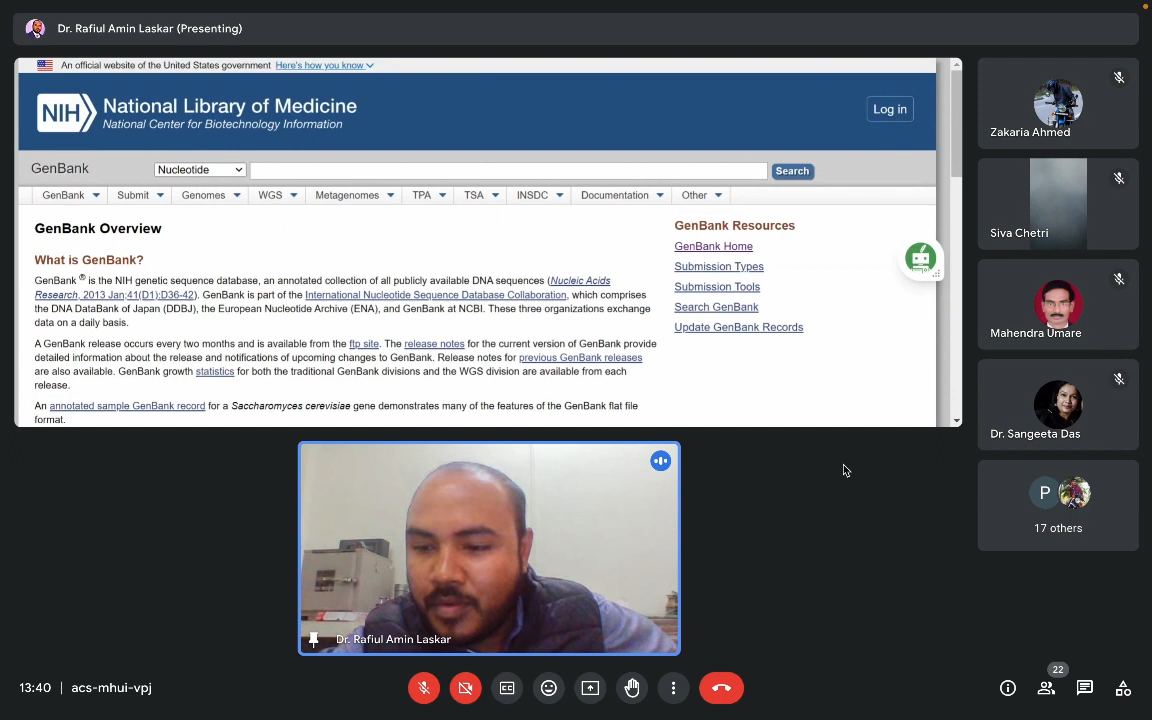 Dr. Rafiul Amin Laskar (Presenting)
An official website of the United States government Here's how you know
NIH National Library of Medicine
National Center for Biotechnology Information
Log in
GenBank Nucleotide Search
GenBank Submit Genomes WGS Metagenomes TPA TSA INSDC Documentation Other
GenBank Overview
What is GenBank?
GenBank ® is the NIH genetic sequence database, an annotated collection of all publicly available DNA sequences (Nucleic Acids
Research, 2013 Jan;41(D1):D36-42). GenBank is part of the International Nucleotide Sequence Database Collaboration, which comprises
the DNA DataBank of Japan (DDBJ), the European Nucleotide Archive (ENA), and GenBank at NCBI. These three organizations exchange
data on a daily basis.
A GenBank release occurs every two months and is available from the ftp site. The release notes for the current version of GenBank provide
detailed information about the release and notifications of upcoming changes to GenBank. Release notes for previous GenBank releases
are also available. GenBank growth statistics for both the traditional GenBank divisions and the WGS division are available from each
release.
An annotated sample GenBank record for a Saccharomyces cerevisiae gene demonstrates many of the features of the GenBank flat file
format.
GenBank Resources
GenBank Home
Submission Types
Submission Tools
Search GenBank
Update GenBank Records
Zakaria Ahmed
Siva Chetri
Mahendra Umare
Dr. Sangeeta Das
P
17 others
Dr. Rafiul Amin Laskar
13:40 | acs-mhui-vpj
22